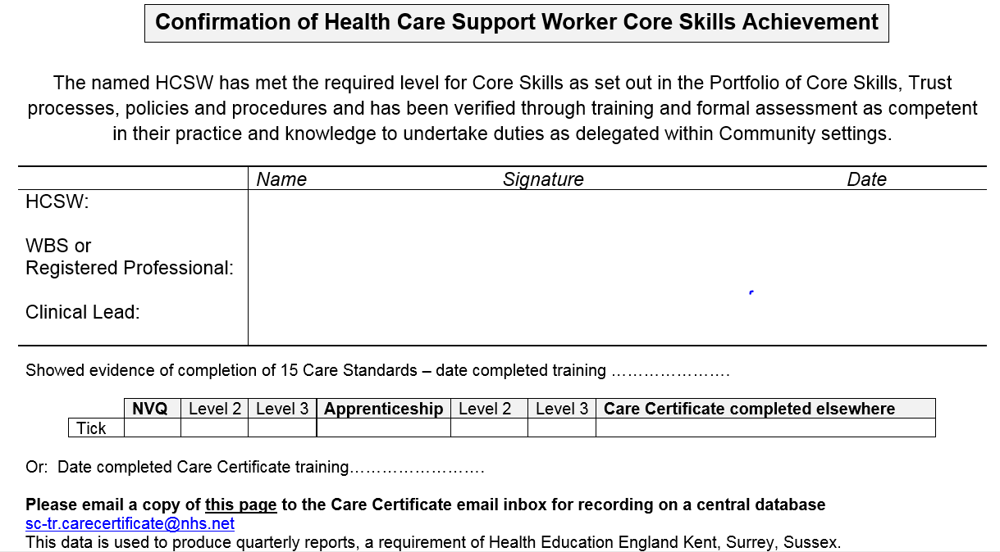 Confirmation of Health Care Support Worker Core Skills Achievement
The named HCSW has met the required level for Core Skills as set out in the Portfolio of Core Skills, Trust
processes, policies and procedures and has been verified through training and formal assessment as competent
in their practice and knowledge to undertake duties as delegated within Community settings.
Name Signature Date
HCSW:
WBS or
Registered Professional:
Clinical Lead:
Showed evidence of completion of 15 Care Standards – date completed training ………………….
NVQ Level 2 Level 3 Apprenticeship Level 2 Level 3 Care Certificate completed elsewhere
Tick
Or: Date completed Care Certificate training…………………….
Please email a copy of this page to the Care Certificate email inbox for recording on a central database
sc-tr.carecertificate@nhs.net
This data is used to produce quarterly reports, a requirement of Health Education England Kent, Surrey, Sussex.